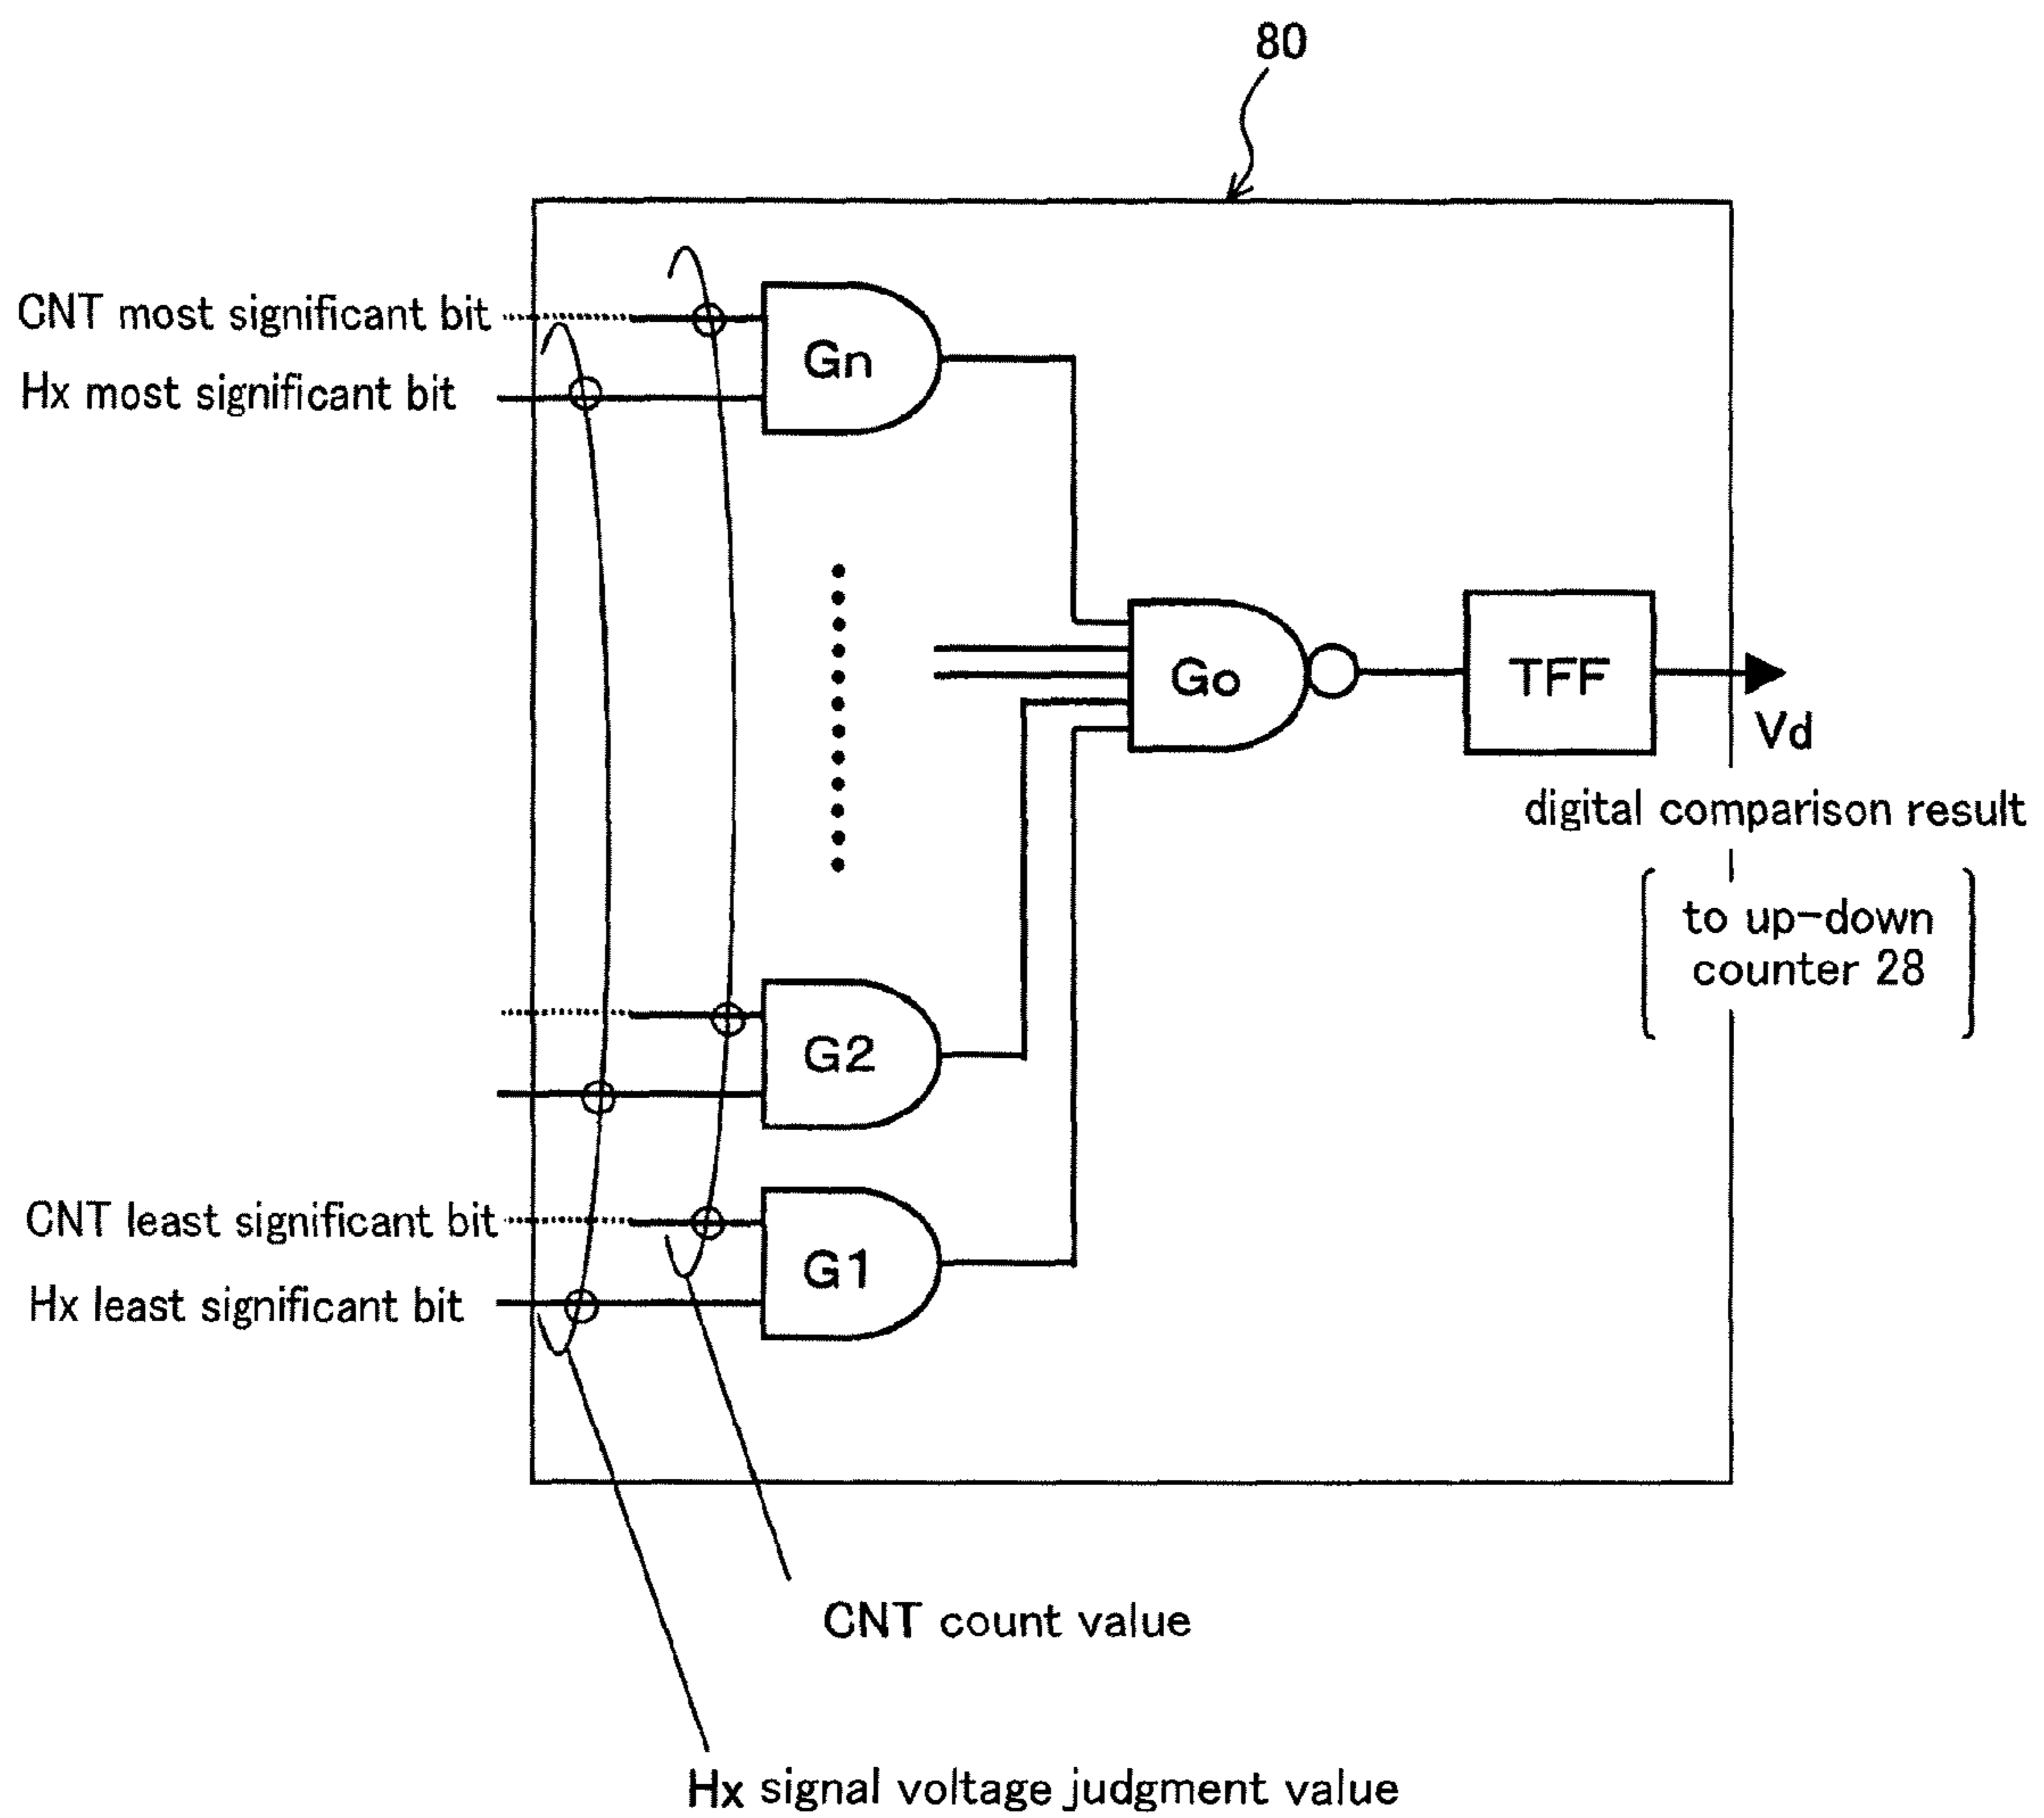 80
CNT most significant bit
Hx most significant bit
Gn
Go
TFF
Vd
digital comparison result
to up-down
counter 28
G2
CNT least significant bit
Hx least significant bit
G1
CNT count value
Hx signal voltage judgment value